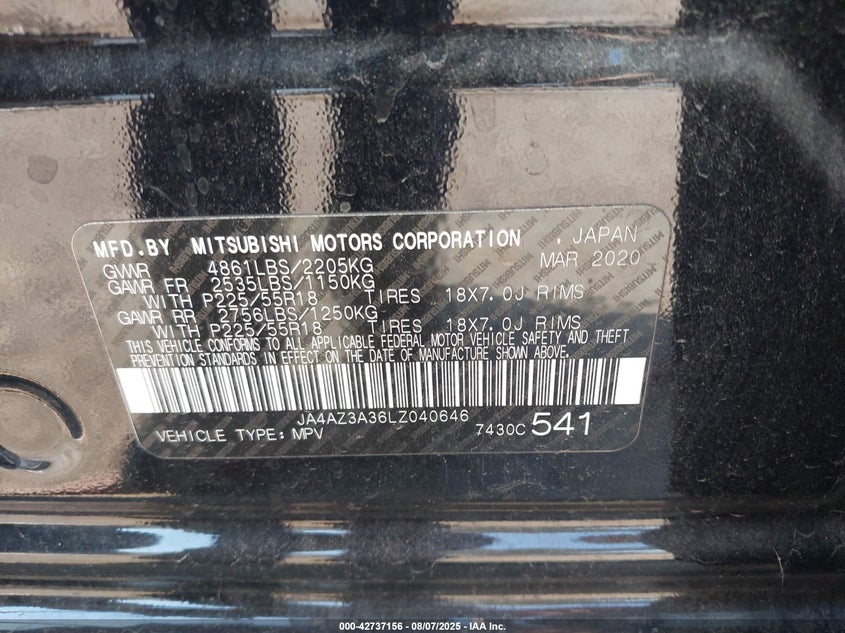 MFD.BY MITSUBISHI MOTORS CORPORATION , JAPAN
GVWR 4861LBS/2205KG MAR 2020
GAWR FR 2535LBS/1150KG
WITH P225/55R18 TIRES 18X7.0J RIMS
GAWR RR 2756LBS/1250KG
WITH P225/55R18 TIRES 18X7.0J RIMS
THIS VEHICLE CONFORMS TO ALL APPLICABLE FEDERAL MOTOR VEHICLE SAFETY AND THEFT
PREVENTION STANDARDS IN EFFECT ON THE DATE OF MANUFACTURE SHOWN ABOVE.
JA4AZ3A36LZ040646
VEHICLE TYPE: MPV 7430C 541
000-42737156 - 08/07/2025 - IAA Inc.